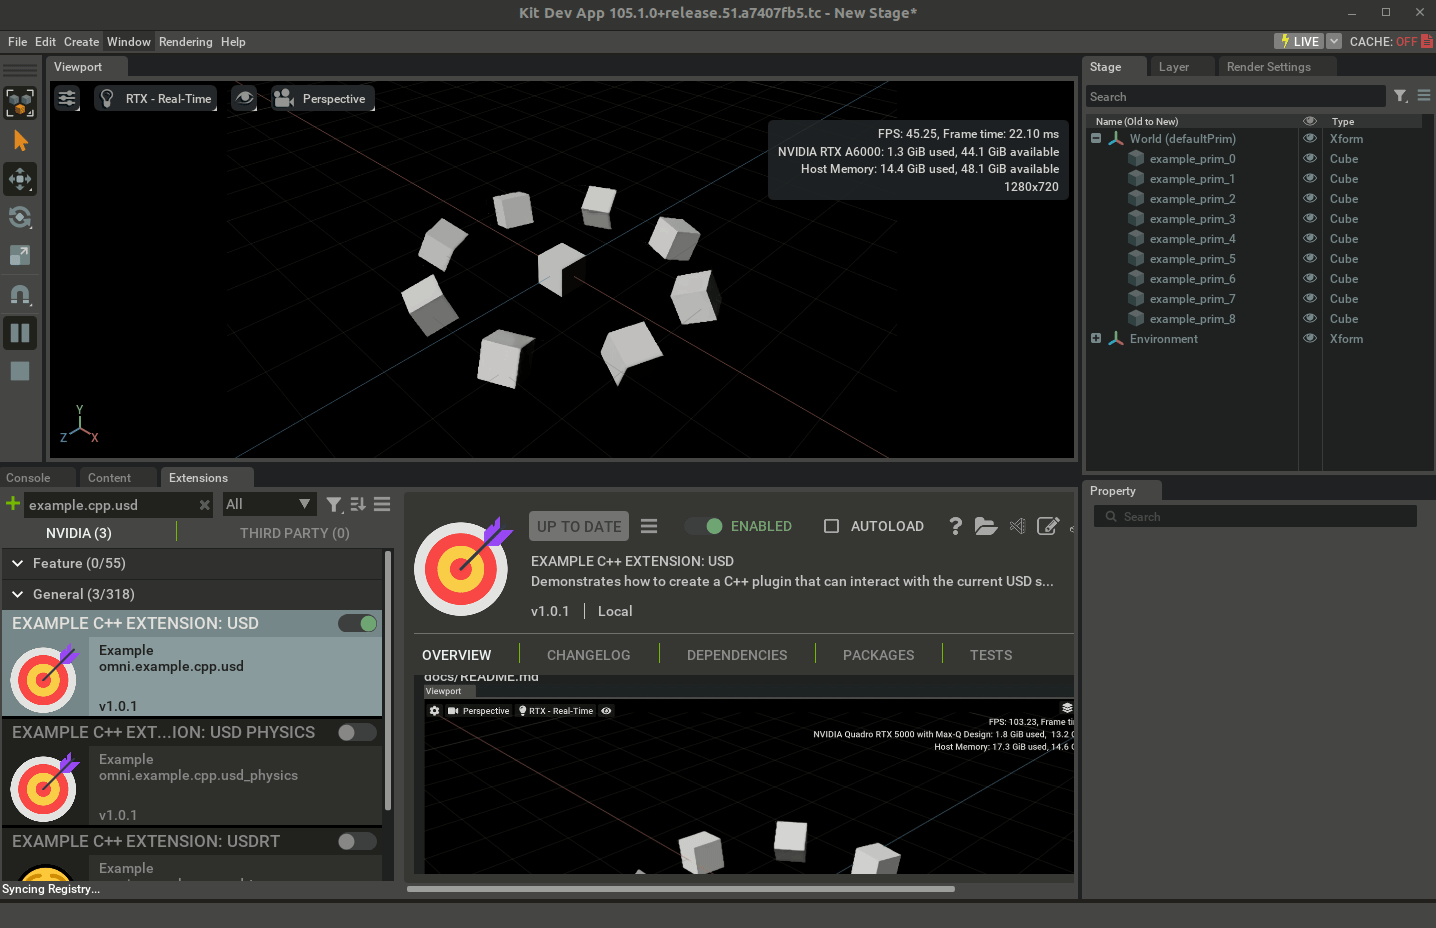 Kit Dev App 105.1.0+release.51.a7407fb5.tc - New Stage*
File Edit Create Window Rendering Help
LIVE CACHE: OFF
Viewport
RTX - Real-Time
Perspective
FPS: 45.25, Frame time: 22.10 ms
NVIDIA RTX A6000: 1.3 GiB used, 44.1 GiB available
Host Memory: 14.4 GiB used, 48.1 GiB available
1280x720
Y
Z X
Stage Layer Render Settings
Search
Name (Old to New) Type
World (defaultPrim) Xform
example_prim_0 Cube
example_prim_1 Cube
example_prim_2 Cube
example_prim_3 Cube
example_prim_4 Cube
example_prim_5 Cube
example_prim_6 Cube
example_prim_7 Cube
example_prim_8 Cube
Environment Xform
Console Content Extensions
example.cpp.usd
All
NVIDIA (3) THIRD PARTY (0)
Feature (0/55)
General (3/318)
EXAMPLE C++ EXTENSION: USD
Example
omni.example.cpp.usd
v1.0.1
EXAMPLE C++ EXT...ION: USD PHYSICS
Example
omni.example.cpp.usd_physics
v1.0.1
EXAMPLE C++ EXTENSION: USDRT
Example
Syncing Registry...
UP TO DATE
ENABLED
AUTOLOAD
EXAMPLE C++ EXTENSION: USD
Demonstrates how to create a C++ plugin that can interact with the current USD s...
v1.0.1 Local
OVERVIEW CHANGELOG DEPENDENCIES PACKAGES TESTS
docs/README.md
Viewport
Perspective RTX - Real-Time
FPS: 103.23, Frame
NVIDIA Quadro RTX 5000 with Max-Q Design: 1.8 GiB used, 13.2
Host Memory: 17.3 GiB used, 14.6
Property
Search